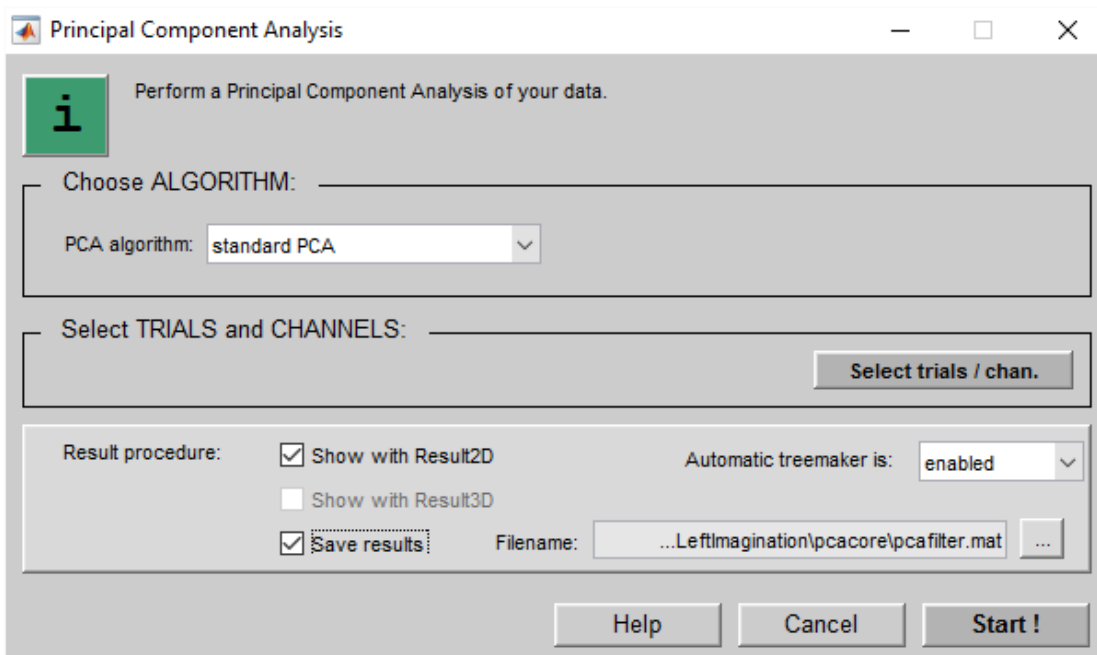 Principal Component Analysis
i
Perform a Principal Component Analysis of your data.
Choose ALGORITHM:
PCA algorithm: standard PCA
Select TRIALS and CHANNELS:
Select trials / chan.
Result procedure: Show with Result2D Automatic treemaker is: enabled
Show with Result3D
Save results Filename: ...LeftImagination\pcacore\pcafilter.mat ...
Help Cancel Start !